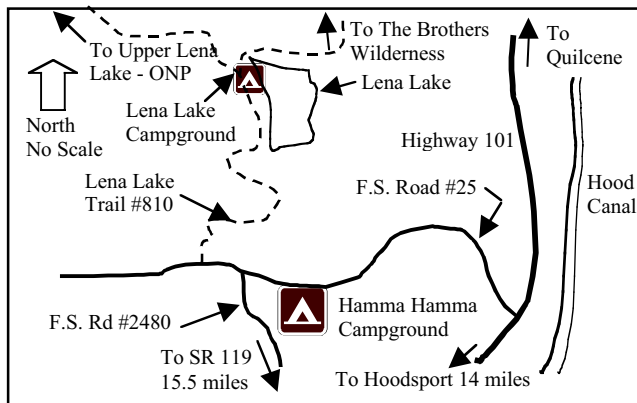 To Upper Lena
Lake - ONP
To The Brothers
Wilderness
To
Quilcene
North
No Scale
Lena Lake
Campground
Lena Lake
Highway 101
Lena Lake
Trail #810
F.S. Road #25
Hood
Canal
F.S. Rd #2480
Hamma Hamma
Campground
To SR 119
15.5 miles
To Hoodsport 14 miles